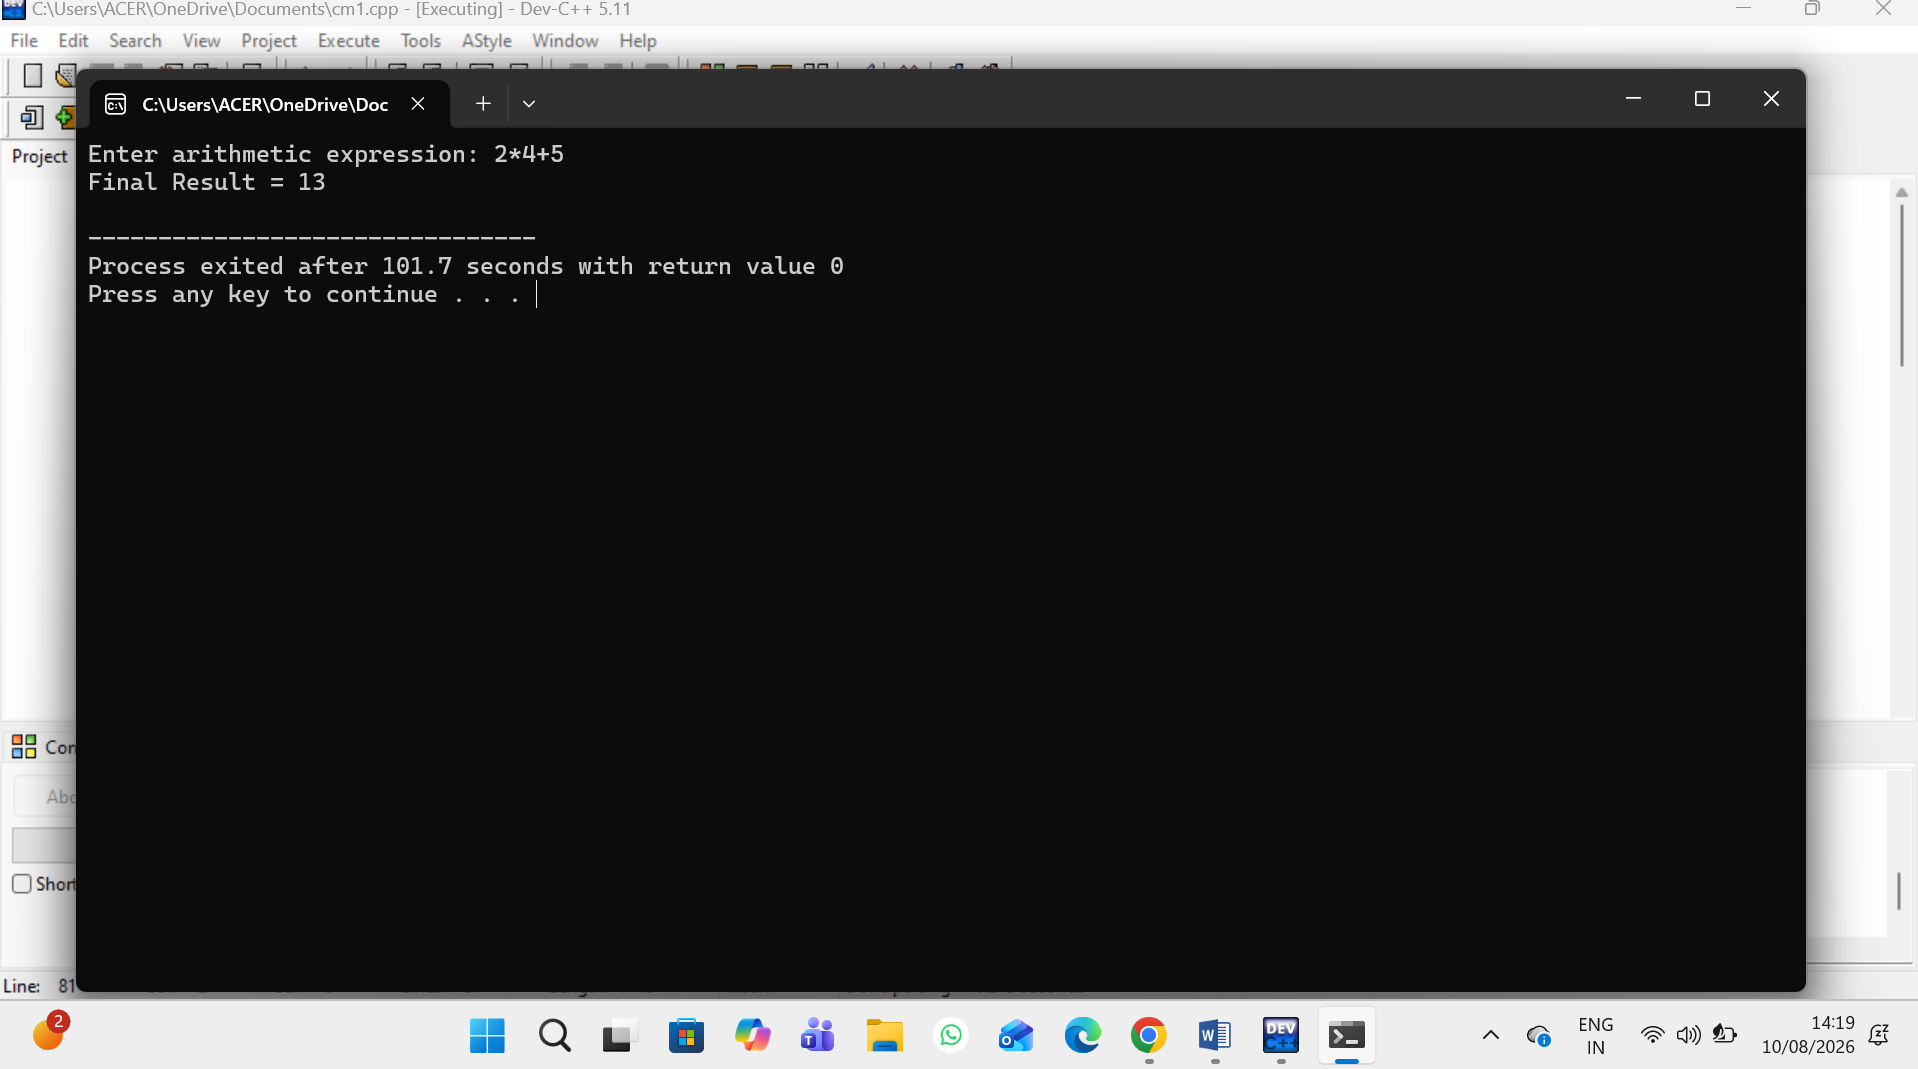 C:\Users\ACER\OneDrive\Documents\cm1.cpp - [Executing] - Dev-C++ 5.11
File Edit Search View Project Execute Tools AStyle Window Help
C:\Users\ACER\OneDrive\Doc
Project
Enter arithmetic expression: 2*4+5
Final Result = 13
--------------------------------
Process exited after 101.7 seconds with return value 0
Press any key to continue . . .
Line: 81
2
DEV
C++
ENG
IN
14:19
10/08/2026